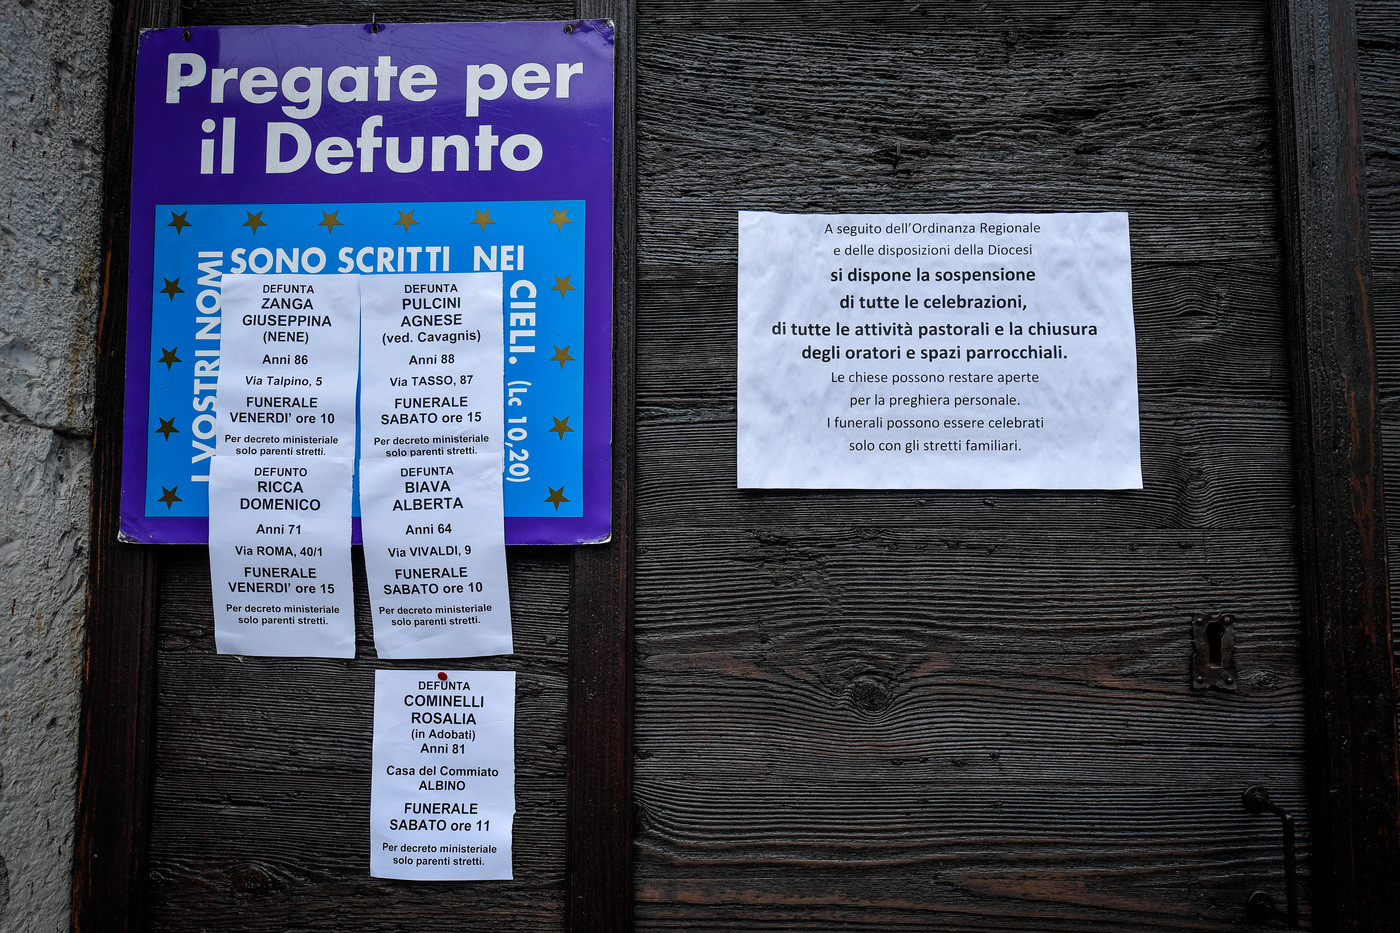 Pregate per
il Defunto
I VOSTRI NOMI
SONO SCRITTI NEI
CIELI. (Lc 10,20)
DEFUNTA
ZANGA
GIUSEPPINA
(NENE)
Anni 86
Via Talpino, 5
FUNERALE
VENERDI' ore 10
Per decreto ministeriale
solo parenti stretti.
DEFUNTA
PULCINI
AGNESE
(ved. Cavagnis)
Anni 88
Via TASSO, 87
FUNERALE
SABATO ore 15
Per decreto ministeriale
solo parenti stretti.
DEFUNTO
RICCA
DOMENICO
Anni 71
Via ROMA, 40/1
FUNERALE
VENERDI' ore 15
Per decreto ministeriale
solo parenti stretti.
DEFUNTA
BIAVA
ALBERTA
Anni 64
Via VIVALDI, 9
FUNERALE
SABATO ore 10
Per decreto ministeriale
solo parenti stretti.
DEFUNTA
COMINELLI
ROSALIA
(in Adobati)
Anni 81
Casa del Commiato
ALBINO
FUNERALE
SABATO ore 11
Per decreto ministeriale
solo parenti stretti.
A seguito dell'Ordinanza Regionale
e delle disposizioni della Diocesi
si dispone la sospensione
di tutte le celebrazioni,
di tutte le attività pastorali e la chiusura
degli oratori e spazi parrocchiali.
Le chiese possono restare aperte
per la preghiera personale.
I funerali possono essere celebrati
solo con gli stretti familiari.